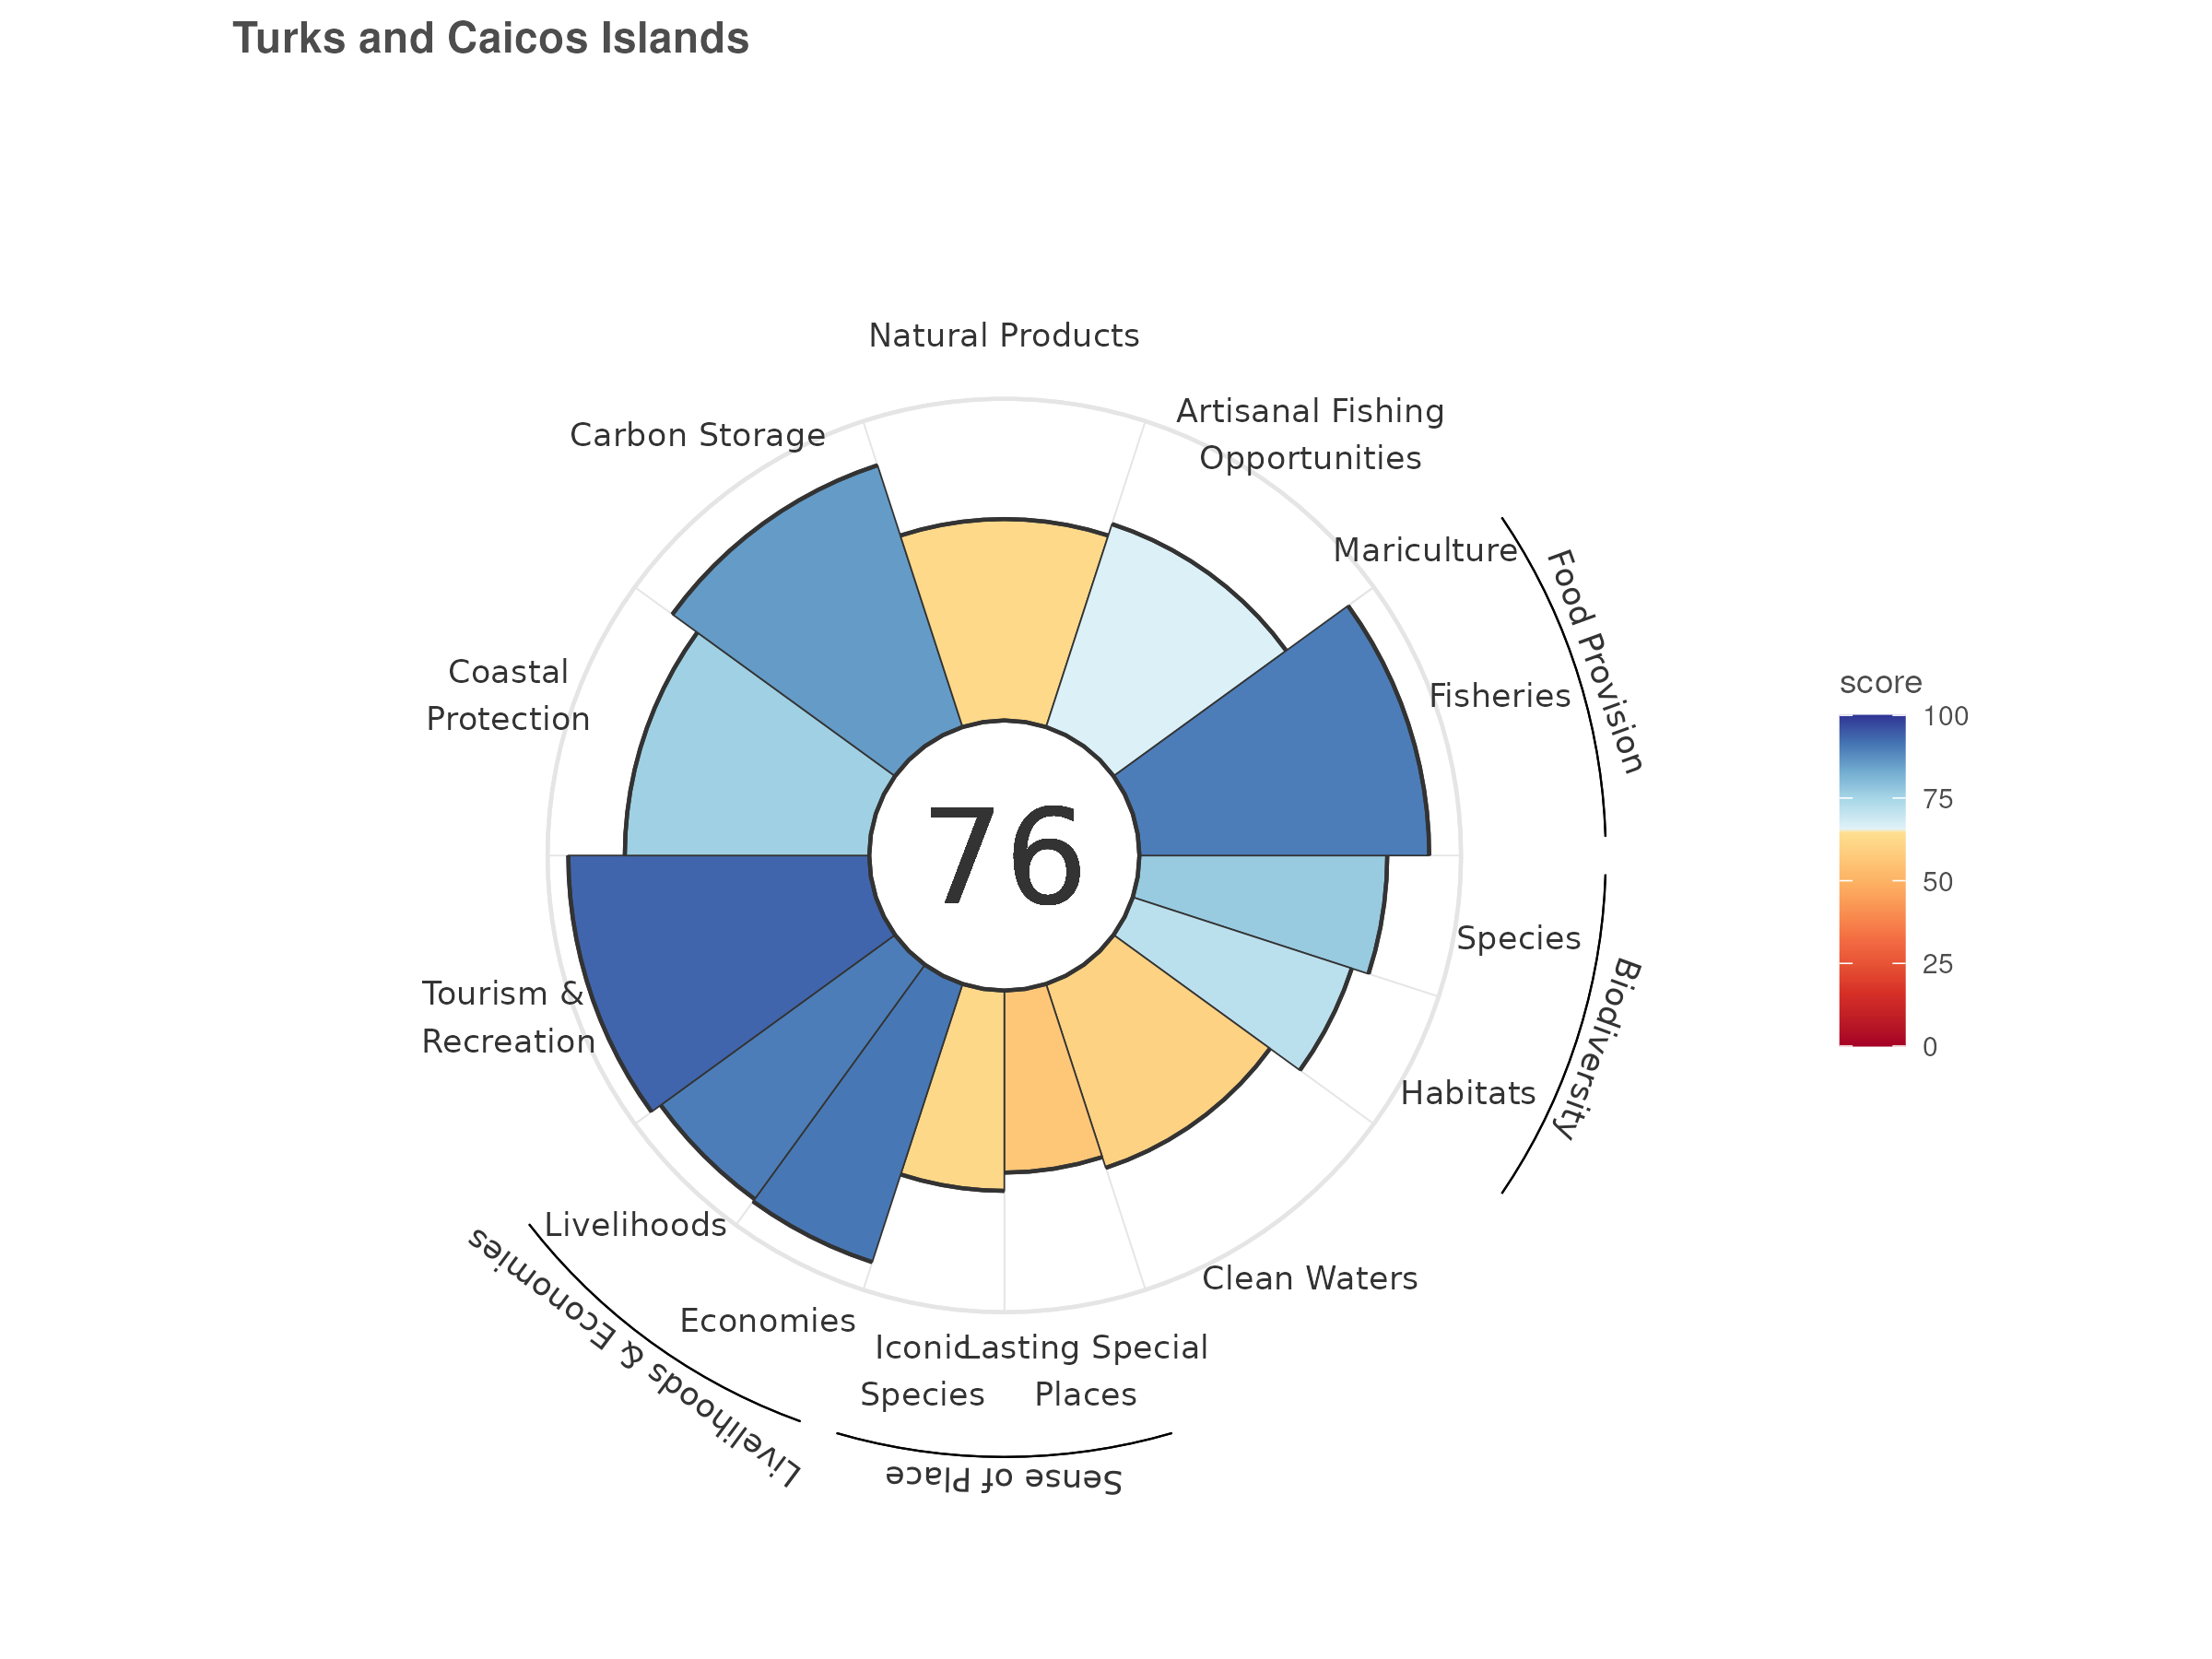 Turks and Caicos Islands
Natural Products
Artisanal Fishing
Opportunities
Carbon Storage
Mariculture
Food Provision
Fisheries
Coastal
Protection
score
100
75
50
25
0
76
Species
Biodiversity
Habitats
Tourism &
Recreation
Livelihoods
Livelihoods & Economies
Economies
Clean Waters
Iconic
Species
Lasting Special
Places
Sense of Place